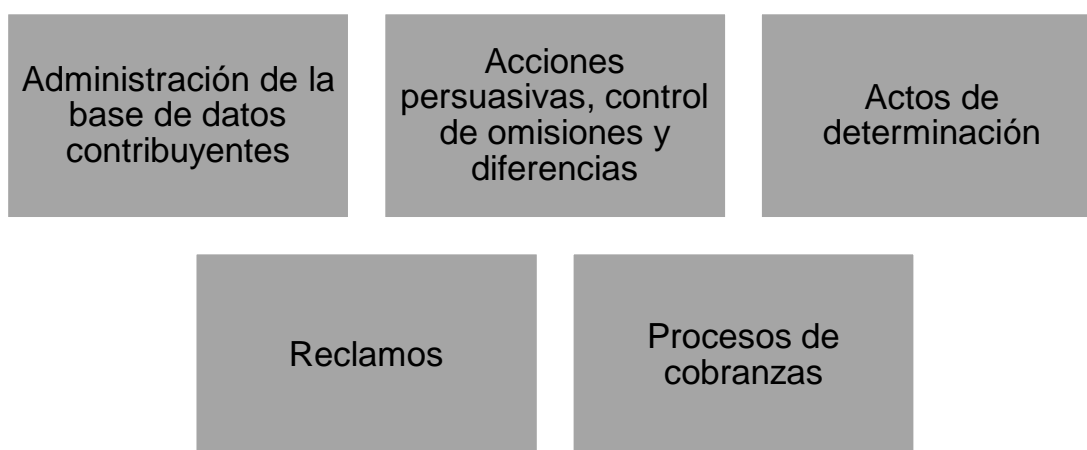 Administración de la
base de datos
contribuyentes
Acciones
persuasivas, control
de omisiones y
diferencias
Actos de
determinación
Reclamos
Procesos de
cobranzas